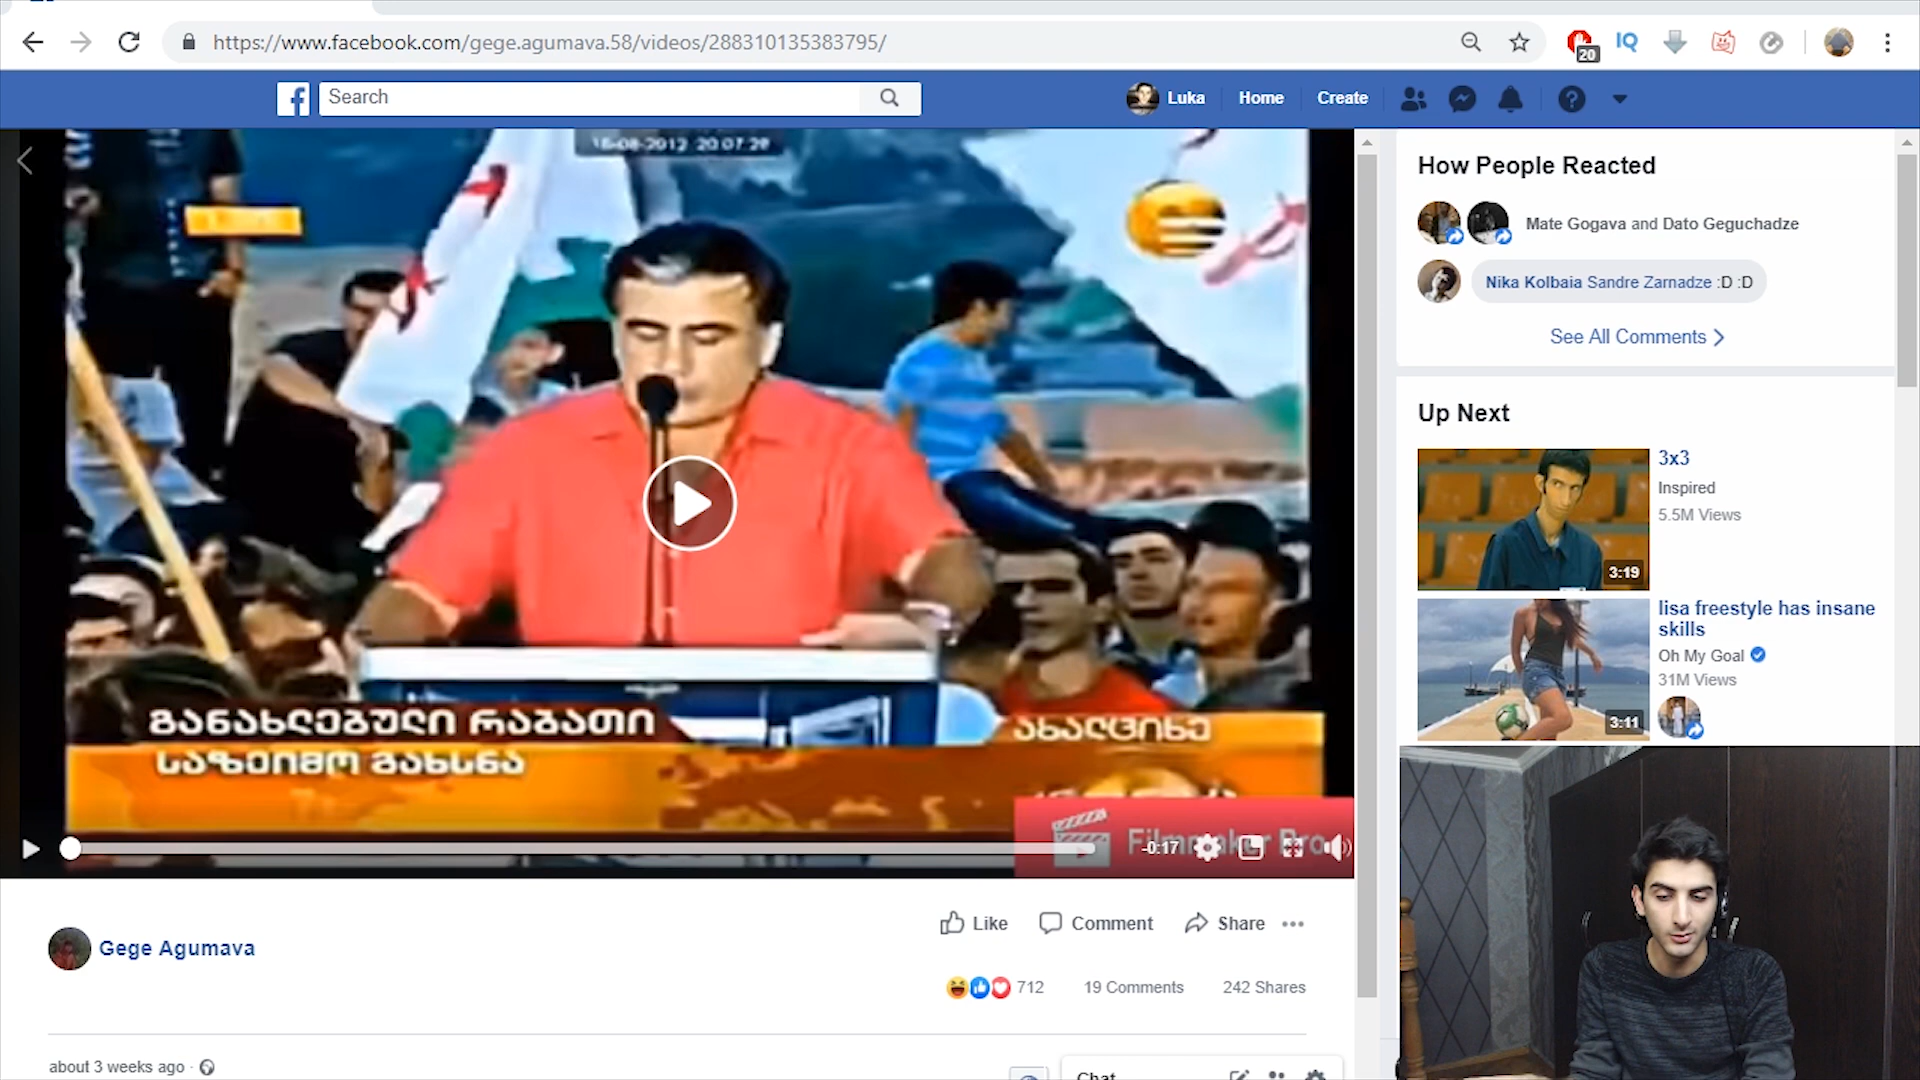 https://www.facebook.com/gege.agumava.58/videos/288310135383795/
20
IQ
Search
Luka
Home
Create
16-08-2012 20:07:28
განახლებული რაბათი
საზეიმო გახსნა
ახალციხე
Filmmaker Pro
-0:17
Like
Comment
Share
Gege Agumava
712
19 Comments
242 Shares
about 3 weeks ago
Chat
How People Reacted
Mate Gogava and Dato Geguchadze
Nika Kolbaia Sandre Zarnadze :D :D
See All Comments
Up Next
3x3
Inspired
5.5M Views
3:19
lisa freestyle has insane
skills
Oh My Goal
31M Views
3:11